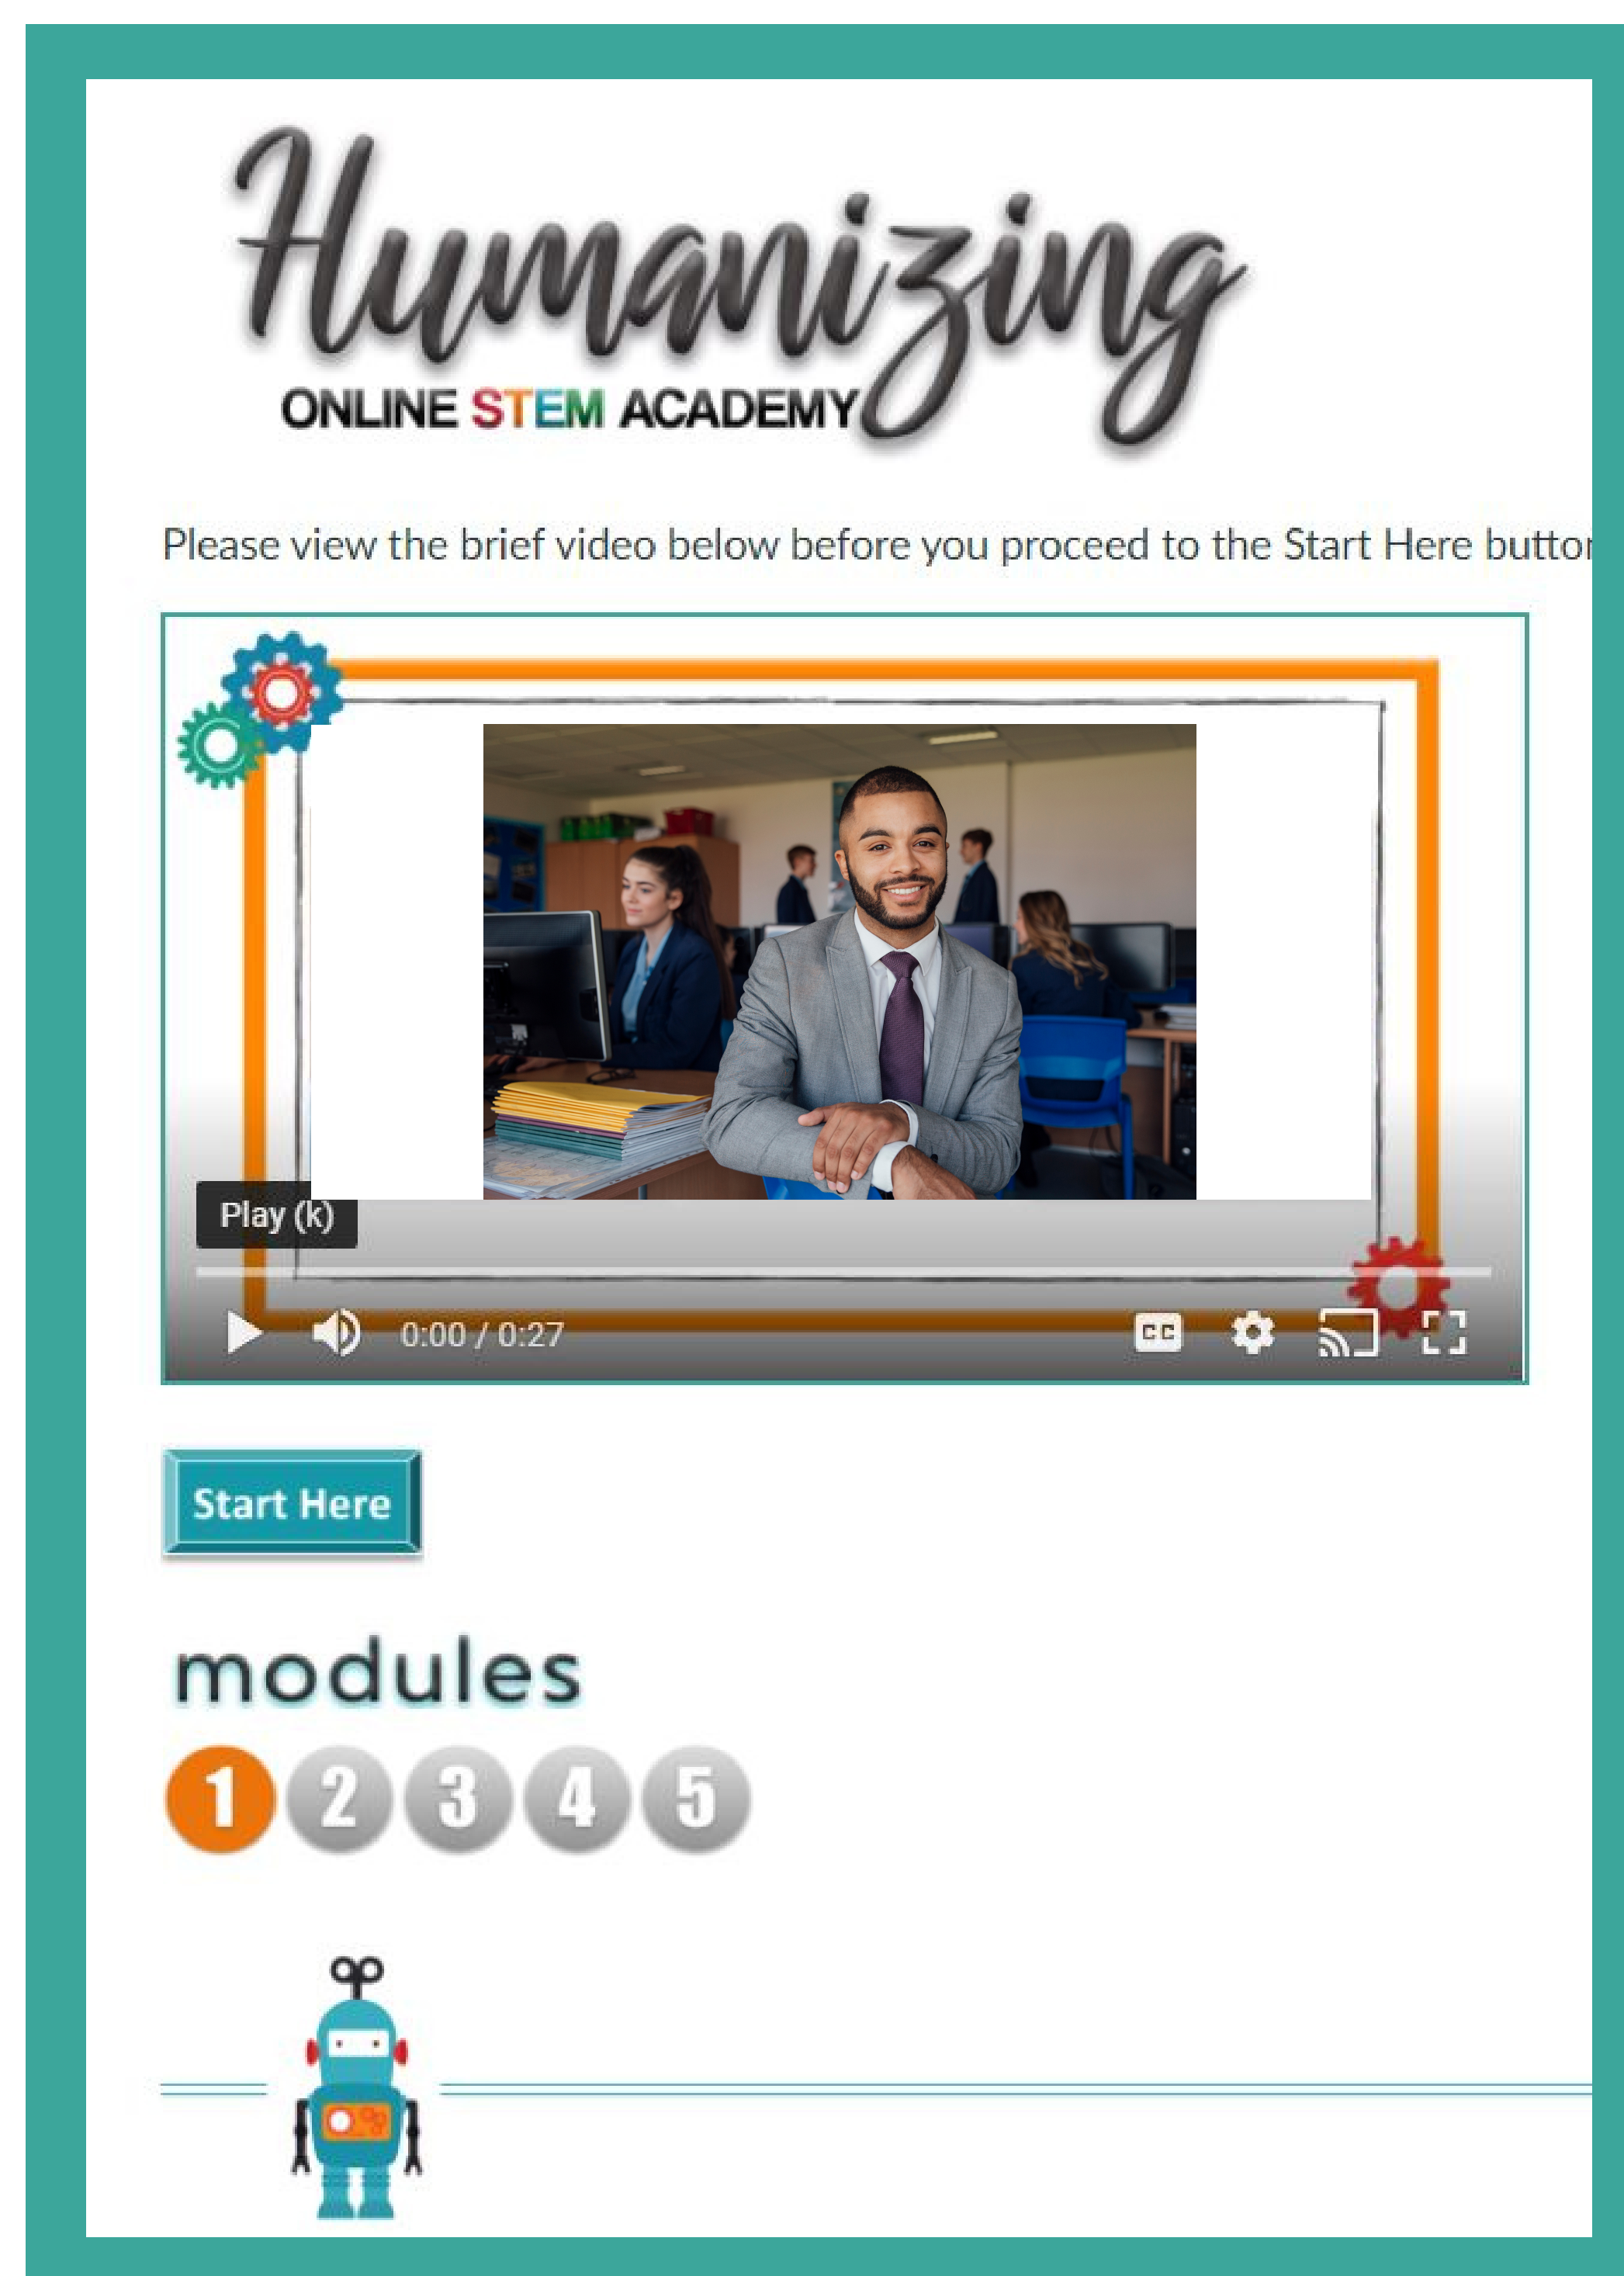 Humanizing
ONLINE STEM ACADEMY
Please view the brief video below before you proceed to the Start Here button
Play (k)
0:00 / 0:27
CC
Start Here
modules
1 2 3 4 5